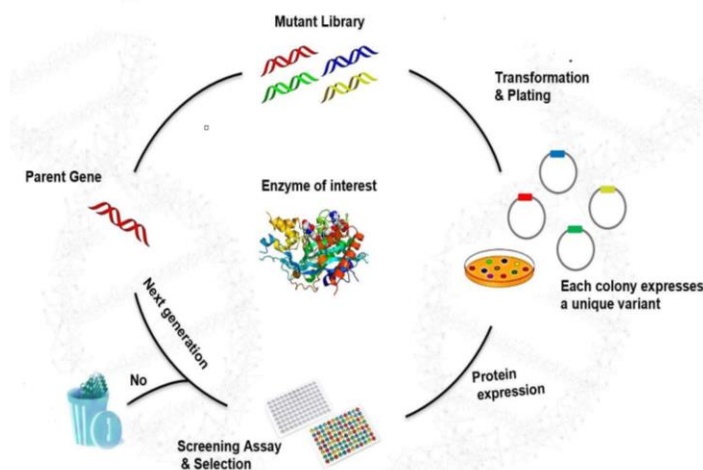 Mutant Library
Transformation
& Plating
Parent Gene
Enzyme of interest
Each colony expresses
a unique variant
Next generation
No
Protein
expression
Screening Assay
& Selection